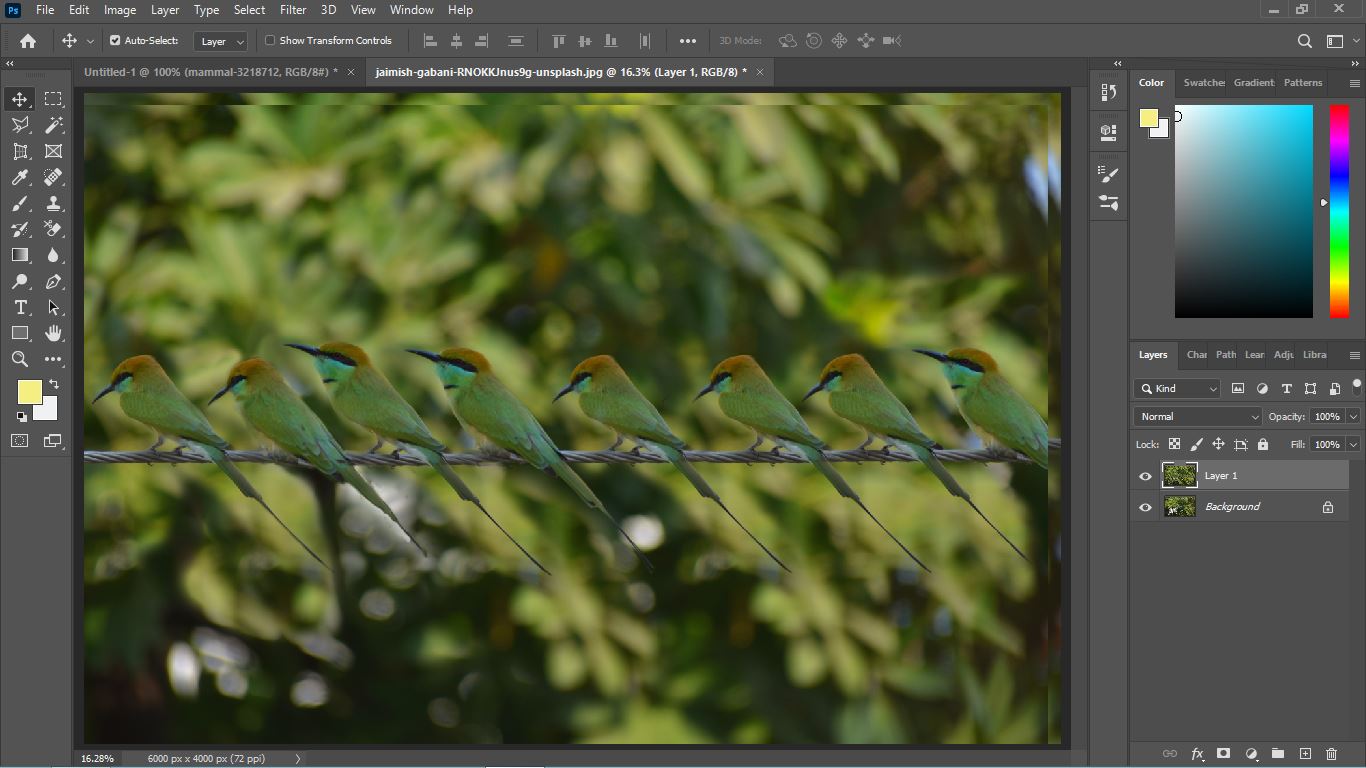 Ps File Edit Image Layer Type Select Filter 3D View Window Help
Auto-Select: Layer Show Transform Controls 3D Mode:
Untitled-1 @ 100% (mammal-3218712, RGB/8#) * × jaimish-gabani-RNOKKJnus9g-unsplash.jpg @ 16.3% (Layer 1, RGB/8) * ×
Color Swatche Gradient Patterns
Layers Char Path Lear Adju Libra
Kind
Normal Opacity: 100%
Lock: Fill: 100%
Layer 1
Background
16.28% 6000 px x 4000 px (72 ppi)